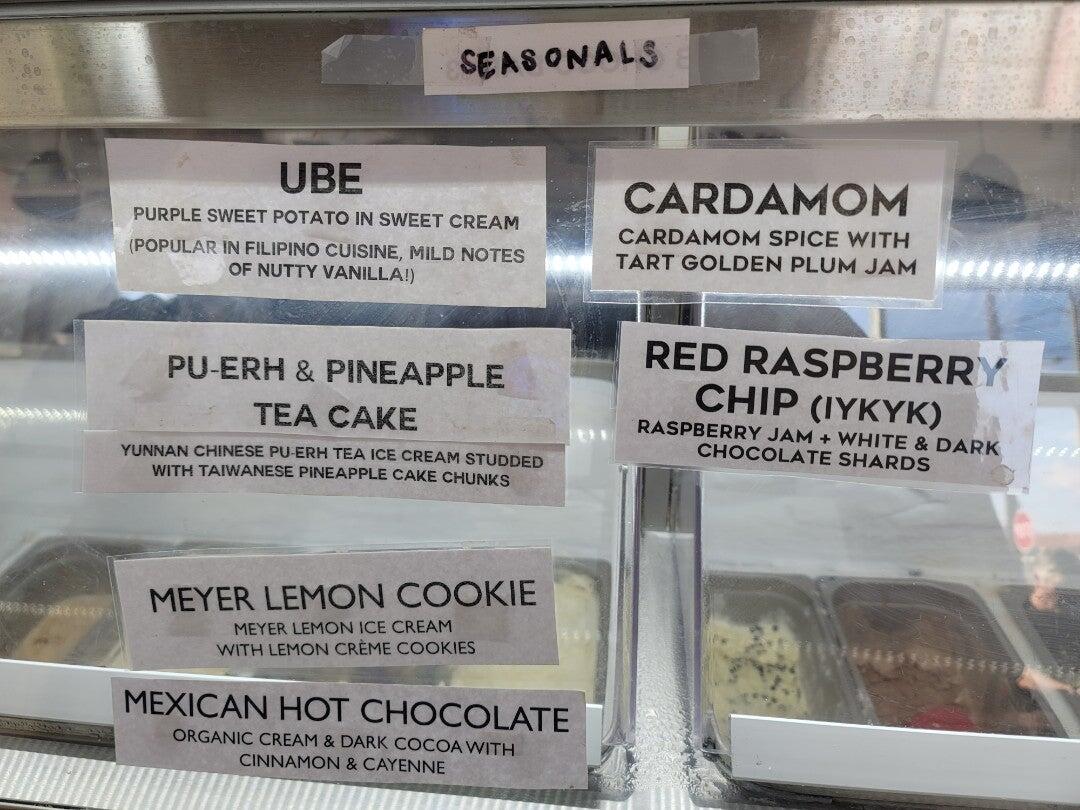 SEASONALS
UBE
PURPLE SWEET POTATO IN SWEET CREAM
(POPULAR IN FILIPINO CUISINE, MILD NOTES
OF NUTTY VANILLA!)
PU-ERH & PINEAPPLE
TEA CAKE
YUNNAN CHINESE PU-ERH TEA ICE CREAM STUDDED
WITH TAIWANESE PINEAPPLE CAKE CHUNKS
MEYER LEMON COOKIE
MEYER LEMON ICE CREAM
WITH LEMON CRÈME COOKIES
MEXICAN HOT CHOCOLATE
ORGANIC CREAM & DARK COCOA WITH
CINNAMON & CAYENNE
CARDAMOM
CARDAMOM SPICE WITH
TART GOLDEN PLUM JAM
RED RASPBERRY
CHIP (IYKYK)
RASPBERRY JAM + WHITE & DARK
CHOCOLATE SHARDS